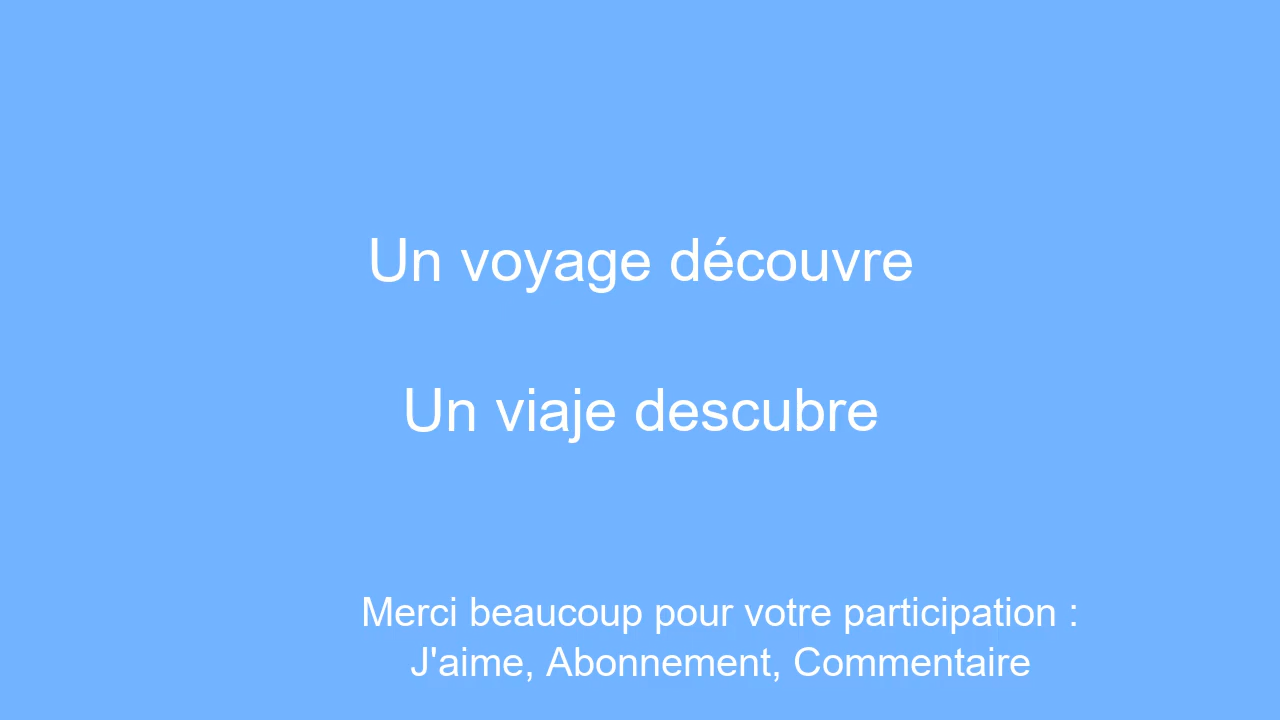 Un voyage découvre
Un viaje descubre
Merci beaucoup pour votre participation :
J'aime, Abonnement, Commentaire